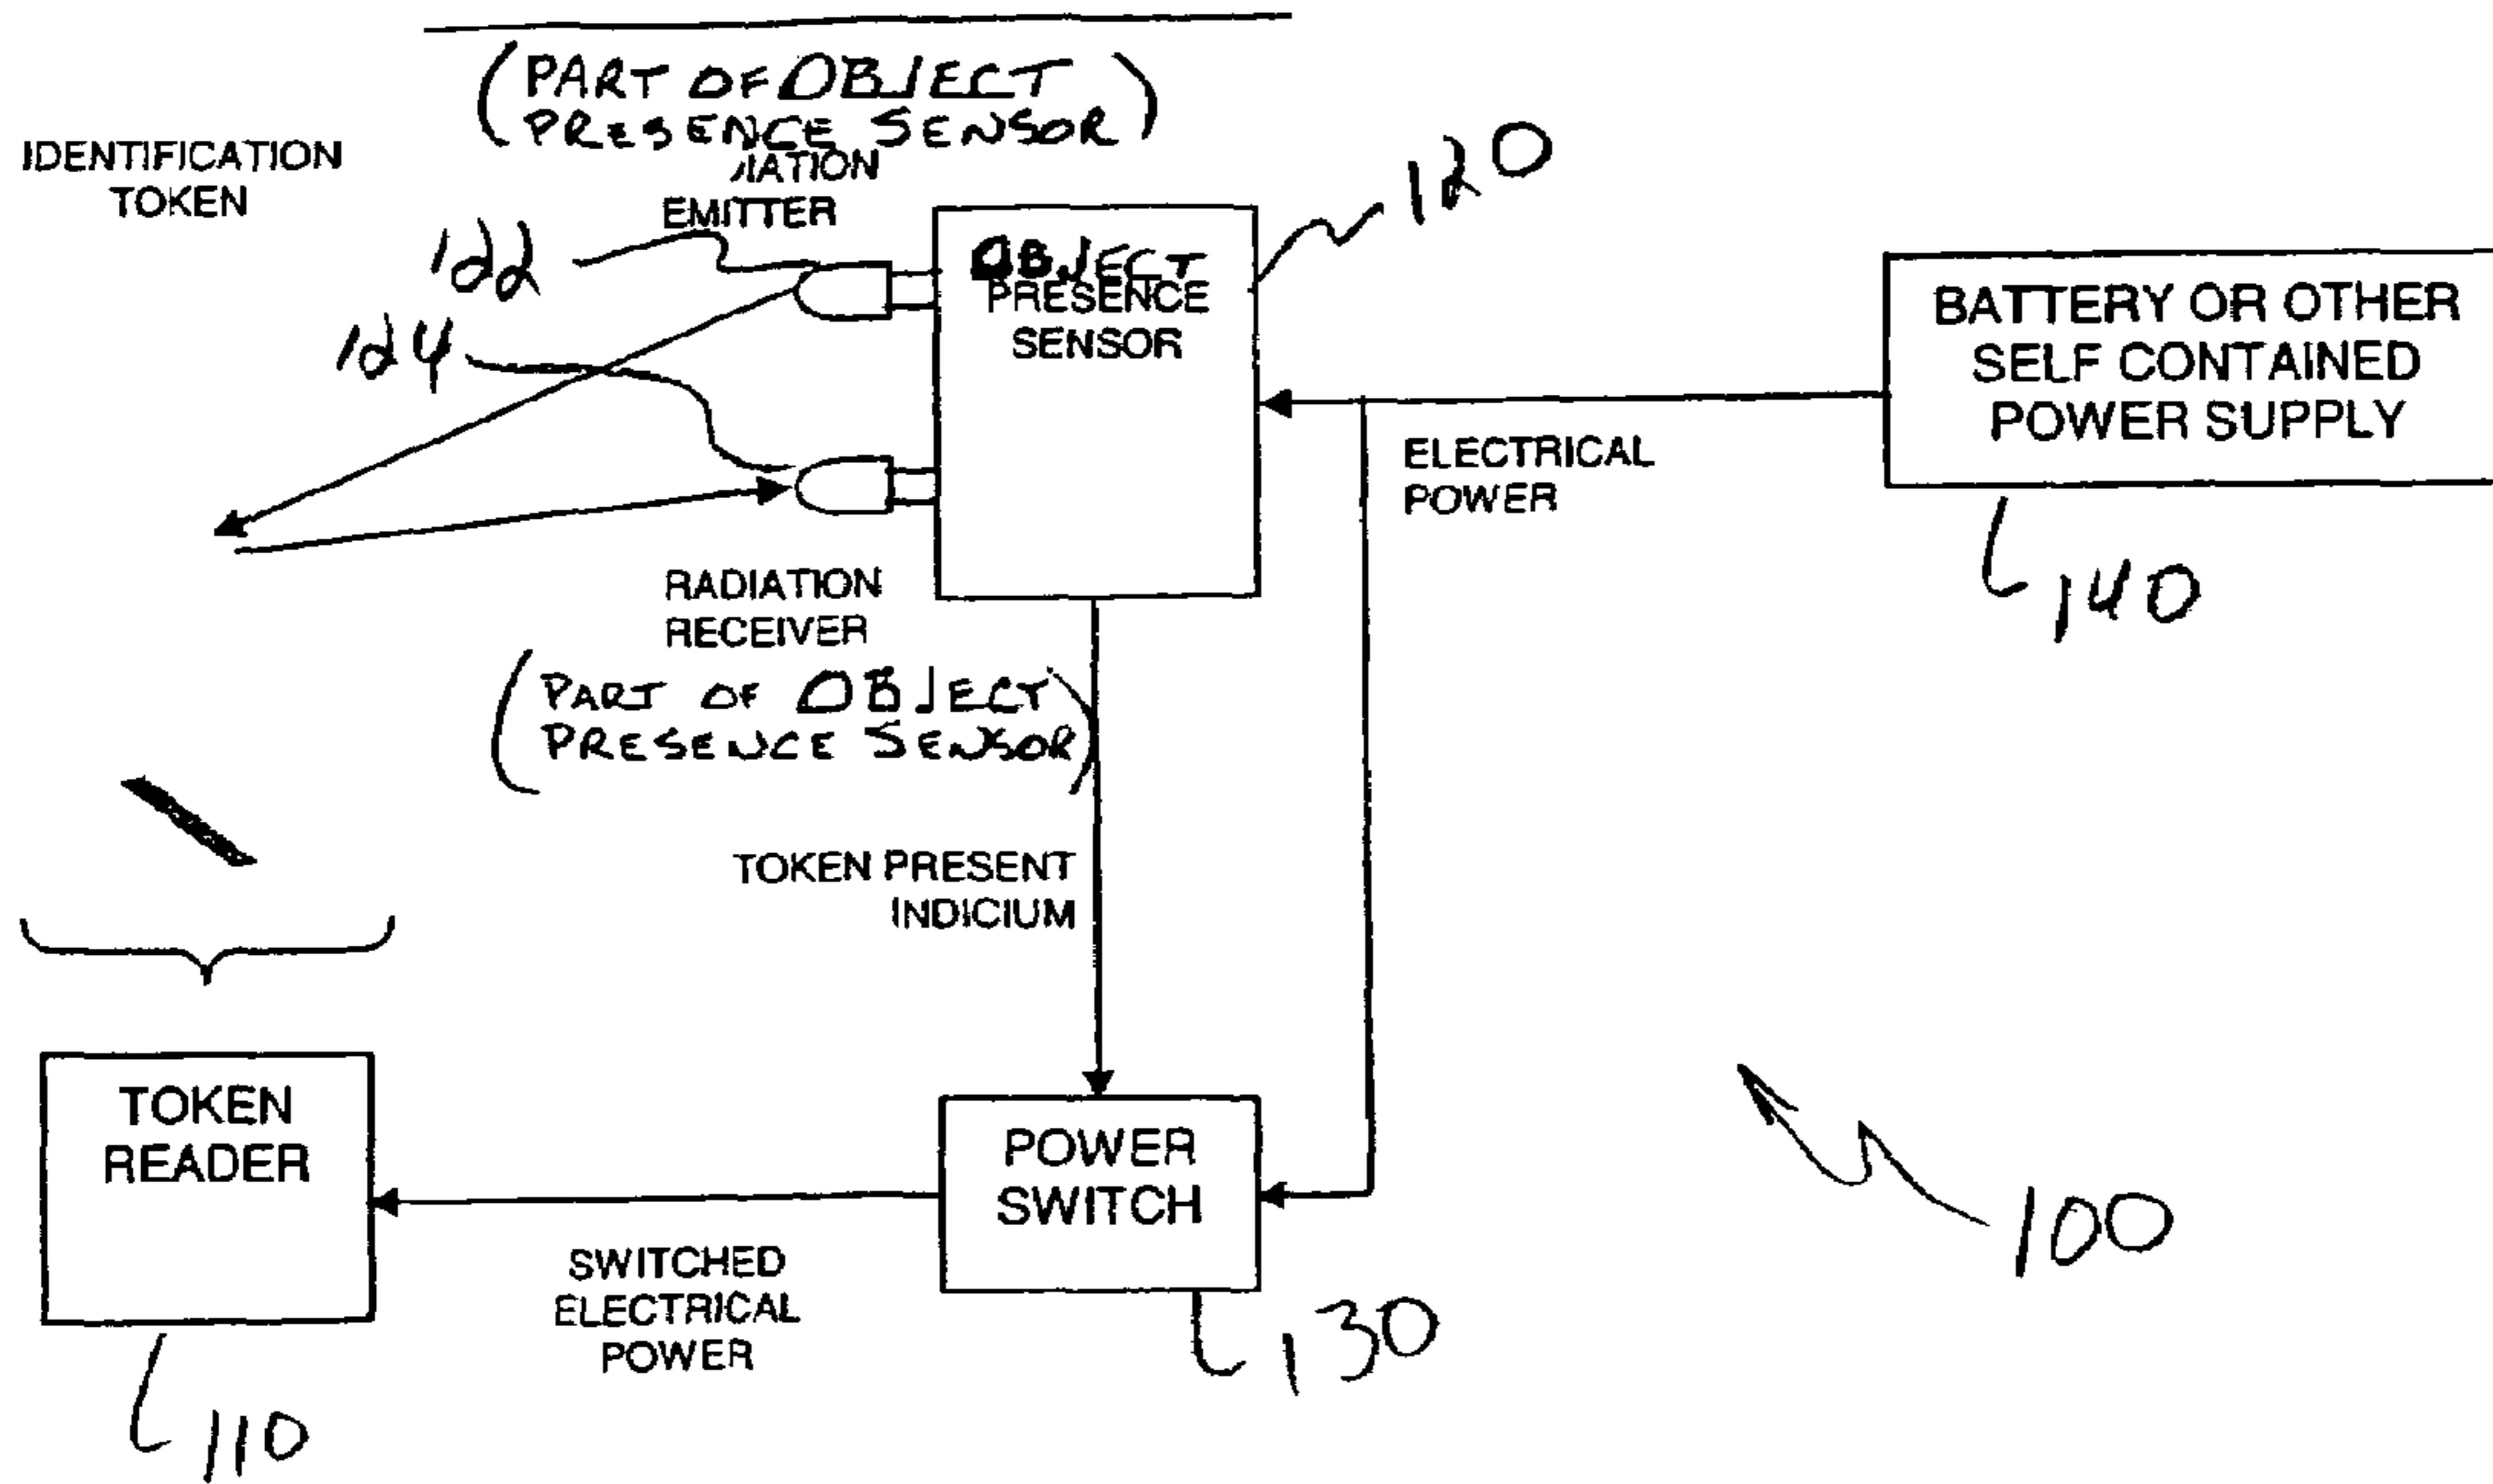 (PART OF OBJECT
PRESENCE SENSOR)
IDENTIFICATION
TOKEN
EMITTER
122
124
120
OBJECT
PRESENCE
SENSOR
BATTERY OR OTHER
SELF CONTAINED
POWER SUPPLY
ELECTRICAL
POWER
140
RADIATION
RECEIVER
(PART OF OBJECT
PRESENCE SENSOR)
TOKEN PRESENT
INDICIUM
TOKEN
READER
110
SWITCHED
ELECTRICAL
POWER
POWER
SWITCH
130
100